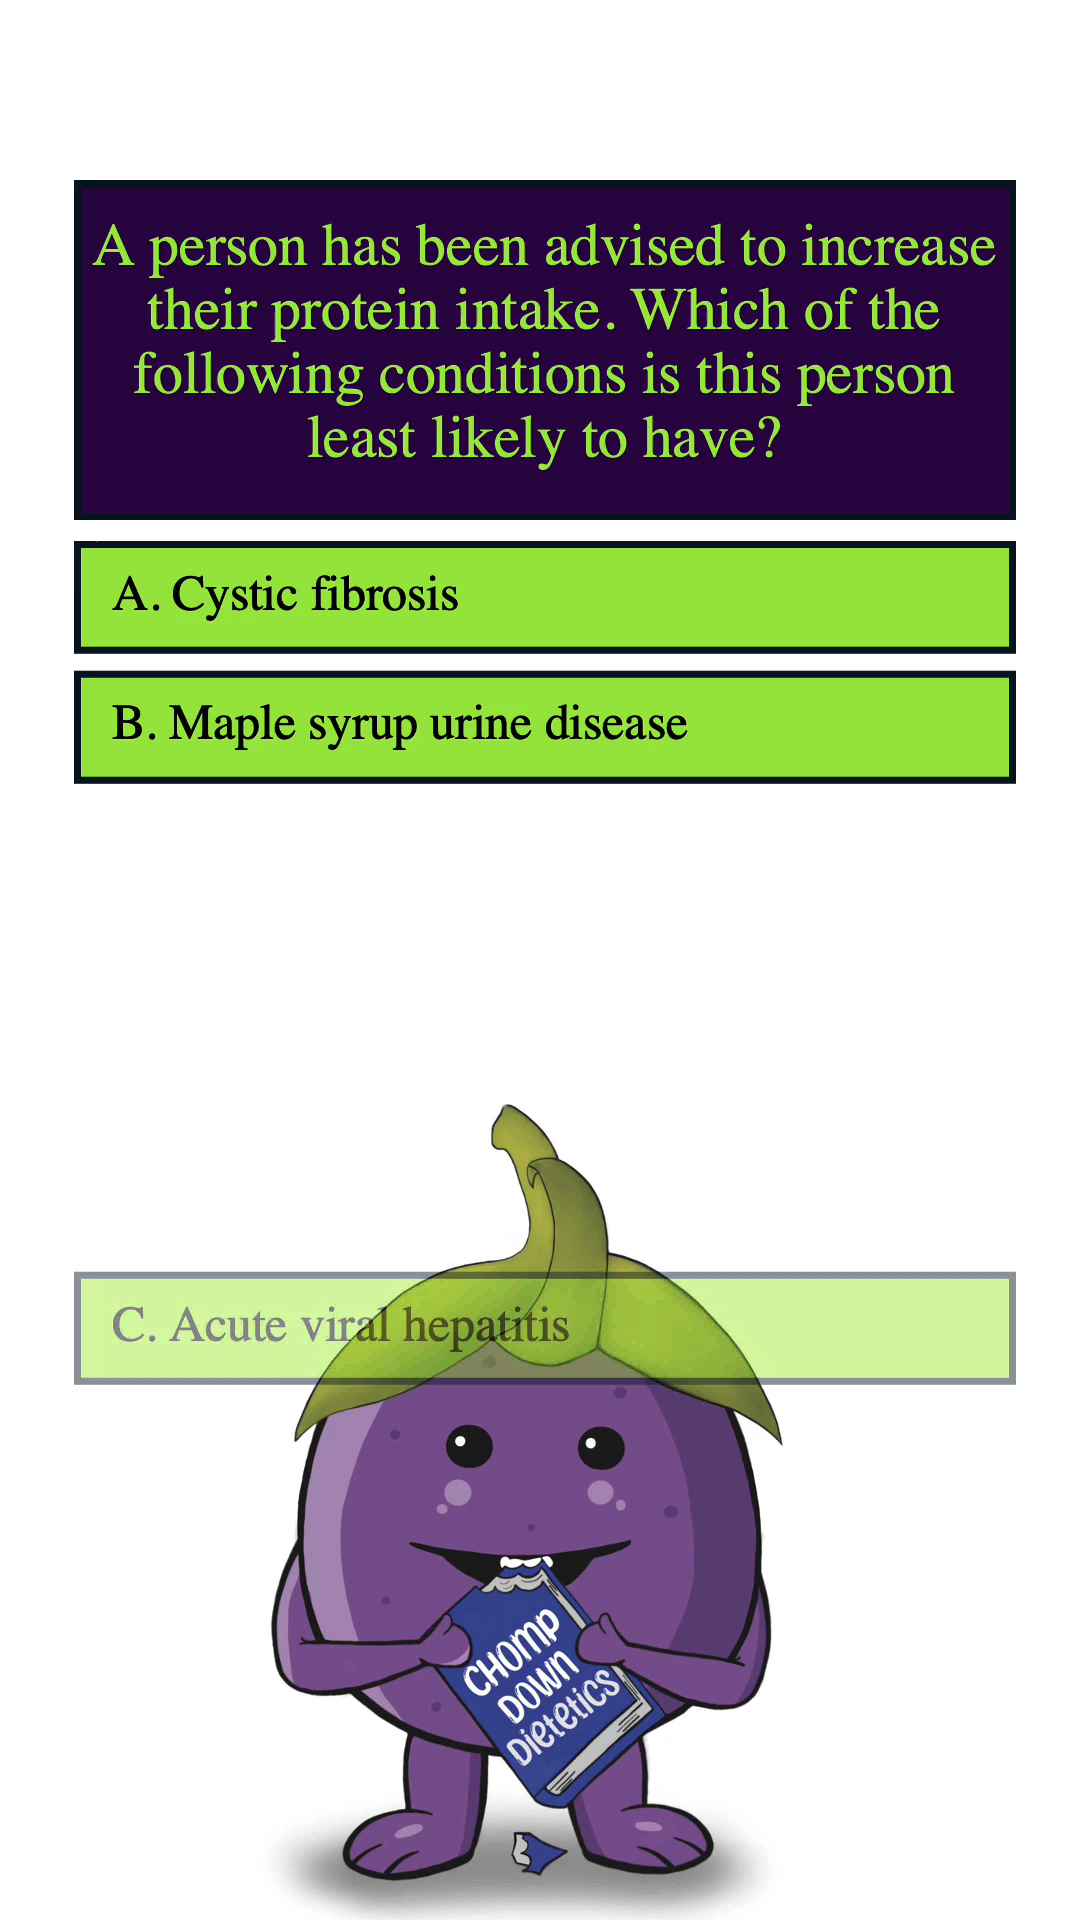 A person has been advised to increase
their protein intake. Which of the
following conditions is this person
least likely to have?
A. Cystic fibrosis
B. Maple syrup urine disease
C. Acute viral hepatitis
CHOMP
DOWN
Dietetics